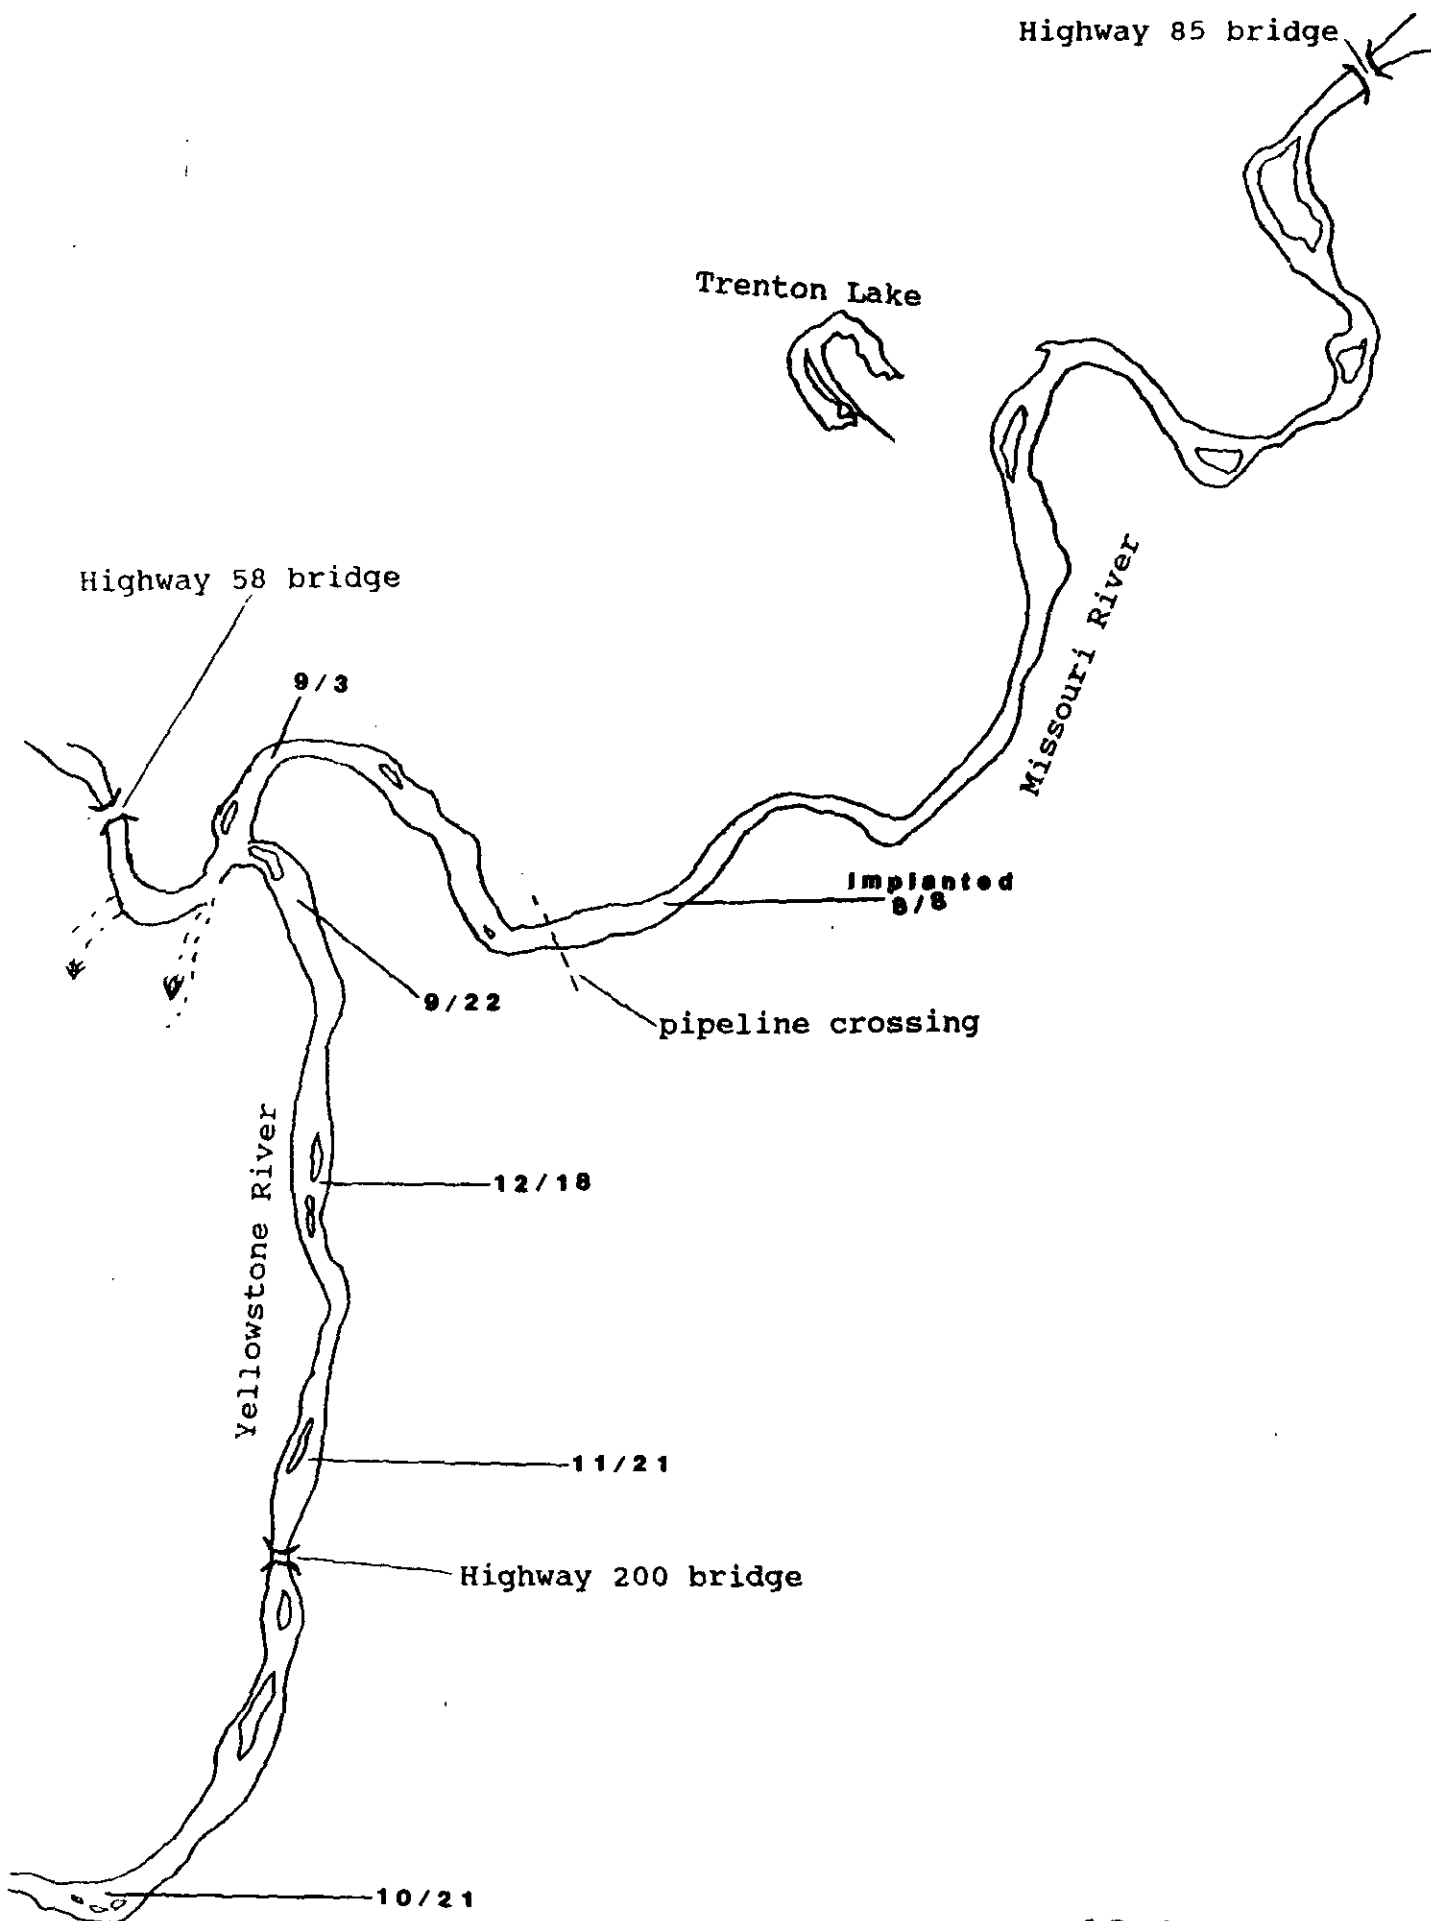 Highway 85 bridge
Trenton Lake
Highway 58 bridge
Missouri River
9/3
Implanted
8/8
9/22
pipeline crossing
Yellowstone River
12/18
11/21
Highway 200 bridge
10/21